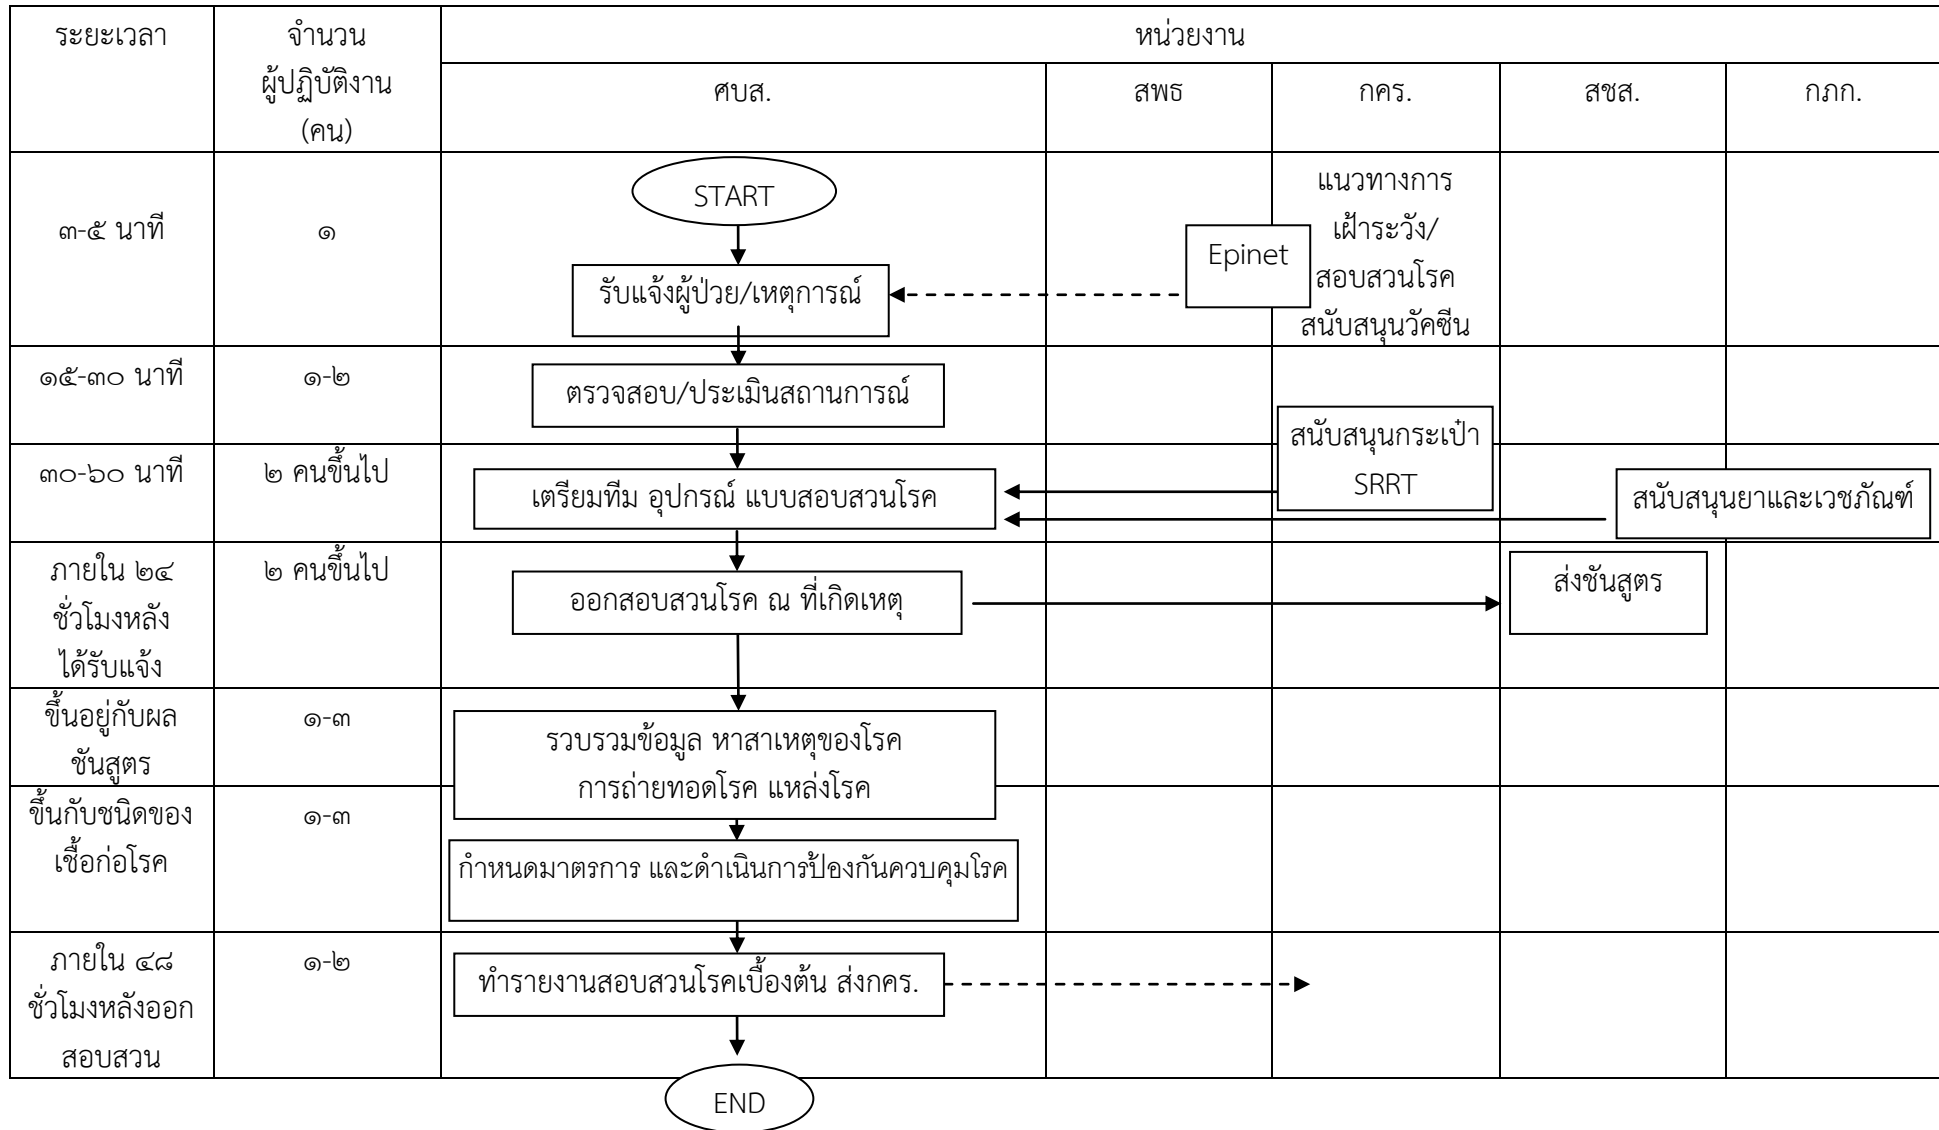 ระยะเวลา
จำนวน
ผู้ปฏิบัติงาน
(คน)
หน่วยงาน
ศบส.
สพธ
กคร.
สชส.
กภก.
๓-๕ นาที
๑
START
รับแจ้งผู้ป่วย/เหตุการณ์
Epinet
แนวทางการ
เฝ้าระวัง/
สอบสวนโรค
สนับสนุนวัคซีน
๑๕-๓๐ นาที
๑-๒
ตรวจสอบ/ประเมินสถานการณ์
๓๐-๖๐ นาที
๒ คนขึ้นไป
เตรียมทีม อุปกรณ์ แบบสอบสวนโรค
สนับสนุนกระเป๋า
SRRT
สนับสนุนยาและเวชภัณฑ์
ภายใน ๒๔
ชั่วโมงหลัง
ได้รับแจ้ง
๒ คนขึ้นไป
ออกสอบสวนโรค ณ ที่เกิดเหตุ
ส่งชันสูตร
ขึ้นอยู่กับผล
ชันสูตร
๑-๓
รวบรวมข้อมูล หาสาเหตุของโรค
การถ่ายทอดโรค แหล่งโรค
ขึ้นกับชนิดของ
เชื้อก่อโรค
๑-๓
กำหนดมาตรการ และดำเนินการป้องกันควบคุมโรค
ภายใน ๔๘
ชั่วโมงหลังออก
สอบสวน
๑-๒
ทำรายงานสอบสวนโรคเบื้องต้น ส่งกคร.
END